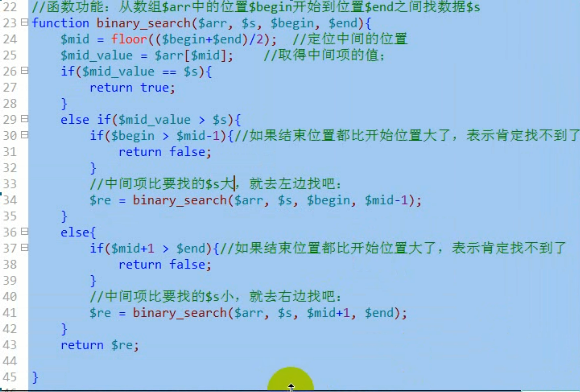 22 //函数功能：从数组$arr中的位置$begin开始到位置$end之间找数据$s
23 function binary_search($arr, $s, $begin, $end){
24 $mid = floor(($begin+$end)/2); //定位中间的位置
25 $mid_value = $arr[$mid]; //取得中间项的值；
26 if($mid_value == $s){
27 return true;
28 }
29 else if($mid_value > $s){
30 if($begin > $mid-1){//如果结束位置都比开始位置大了，表示肯定找不到了
31 return false;
32 }
33 //中间项比要找的$s大，就去左边找吧：
34 $re = binary_search($arr, $s, $begin, $mid-1);
35 }
36 else{
37 if($mid+1 > $end){//如果结束位置都比开始位置大了，表示肯定找不到了
38 return false;
39 }
40 //中间项比要找的$s小，就去右边找吧：
41 $re = binary_search($arr, $s, $mid+1, $end);
42 }
43 return $re;
44
45 }